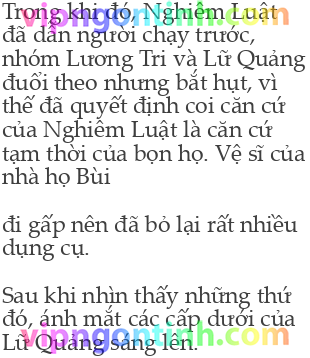 Trong khi đó, Nghiêm Luật
đã dẫn người chạy trước,
nhóm Lương Tri và Lữ Quảng
đuổi theo nhưng bắt hụt, vì
thế đã quyết định coi căn cứ
của Nghiêm Luật là căn cứ
tạm thời của bọn họ. Vệ sĩ của
nhà họ Bùi
đi gấp nên đã bỏ lại rất nhiều
dụng cụ.
Sau khi nhìn thấy những thứ
đó, ánh mắt các cấp dưới của
Lữ Quảng sáng lên.
vipngontinh.com
vipngontinh.com